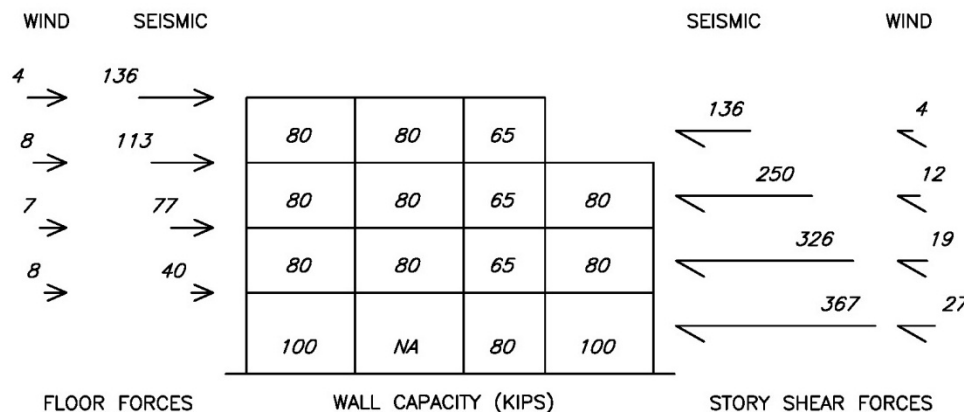 WIND SEISMIC SEISMIC WIND
4 136
136 4
80 80 65
8 113
250 12
80 80 65 80
7 77
326 19
80 80 65 80
8 40
367 27
100 NA 80 100
FLOOR FORCES WALL CAPACITY (KIPS) STORY SHEAR FORCES